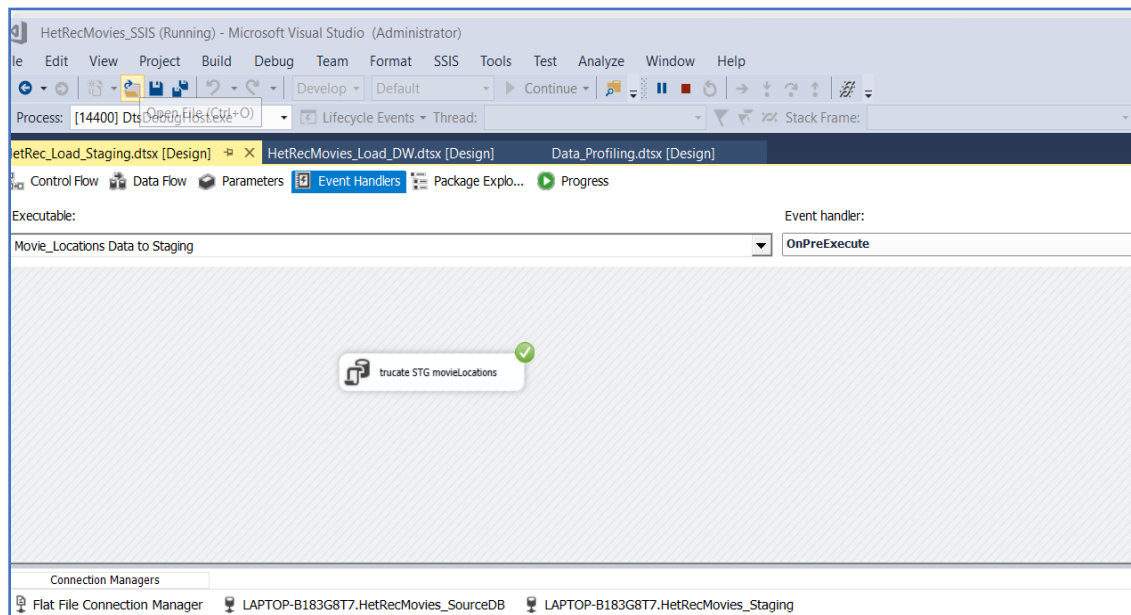 HetRecMovies_SSIS (Running) - Microsoft Visual Studio (Administrator)
le Edit View Project Build Debug Team Format SSIS Tools Test Analyze Window Help
Develop Default Continue
Process: [14400] DtsDebugHost.exe Lifecycle Events Thread: Stack Frame:
Open File (Ctrl+O)
etRec_Load_Staging.dtsx [Design] HetRecMovies_Load_DW.dtsx [Design] Data_Profiling.dtsx [Design]
Control Flow Data Flow Parameters Event Handlers Package Explo... Progress
Executable: Event handler:
Movie_Locations Data to Staging OnPreExecute
trucate STG movieLocations
Connection Managers
Flat File Connection Manager LAPTOP-B183G8T7.HetRecMovies_SourceDB LAPTOP-B183G8T7.HetRecMovies_Staging